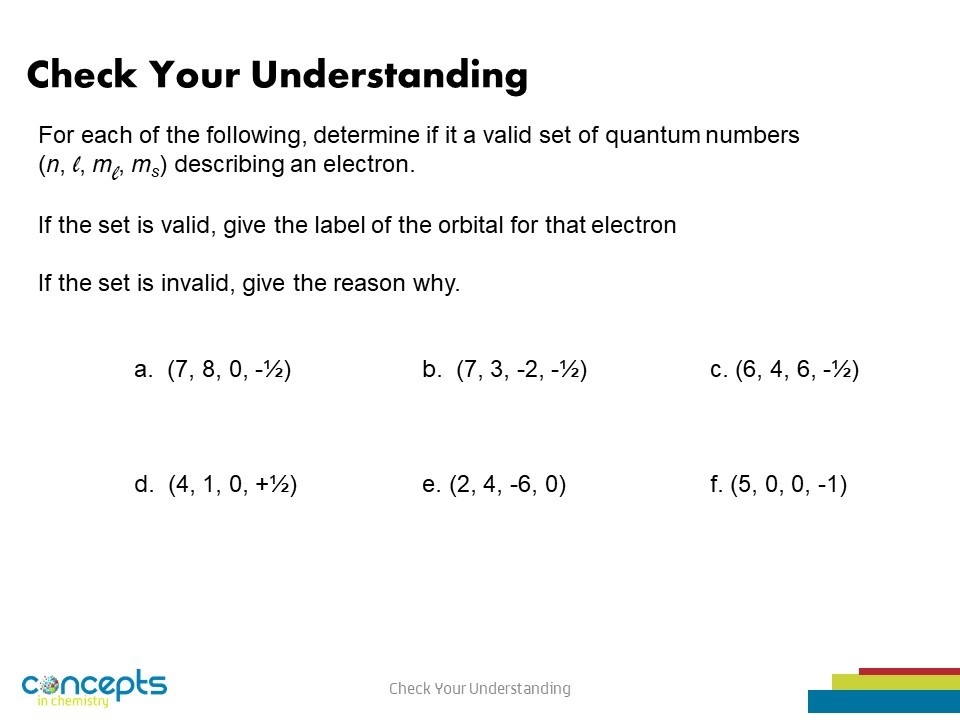 Check Your Understanding
For each of the following, determine if it a valid set of quantum numbers
(n, ℓ, mℓ, ms) describing an electron.
If the set is valid, give the label of the orbital for that electron
If the set is invalid, give the reason why.
a. (7, 8, 0, -½) b. (7, 3, -2, -½) c. (6, 4, 6, -½)
d. (4, 1, 0, +½) e. (2, 4, -6, 0) f. (5, 0, 0, -1)
concepts
in chemistry
Check Your Understanding